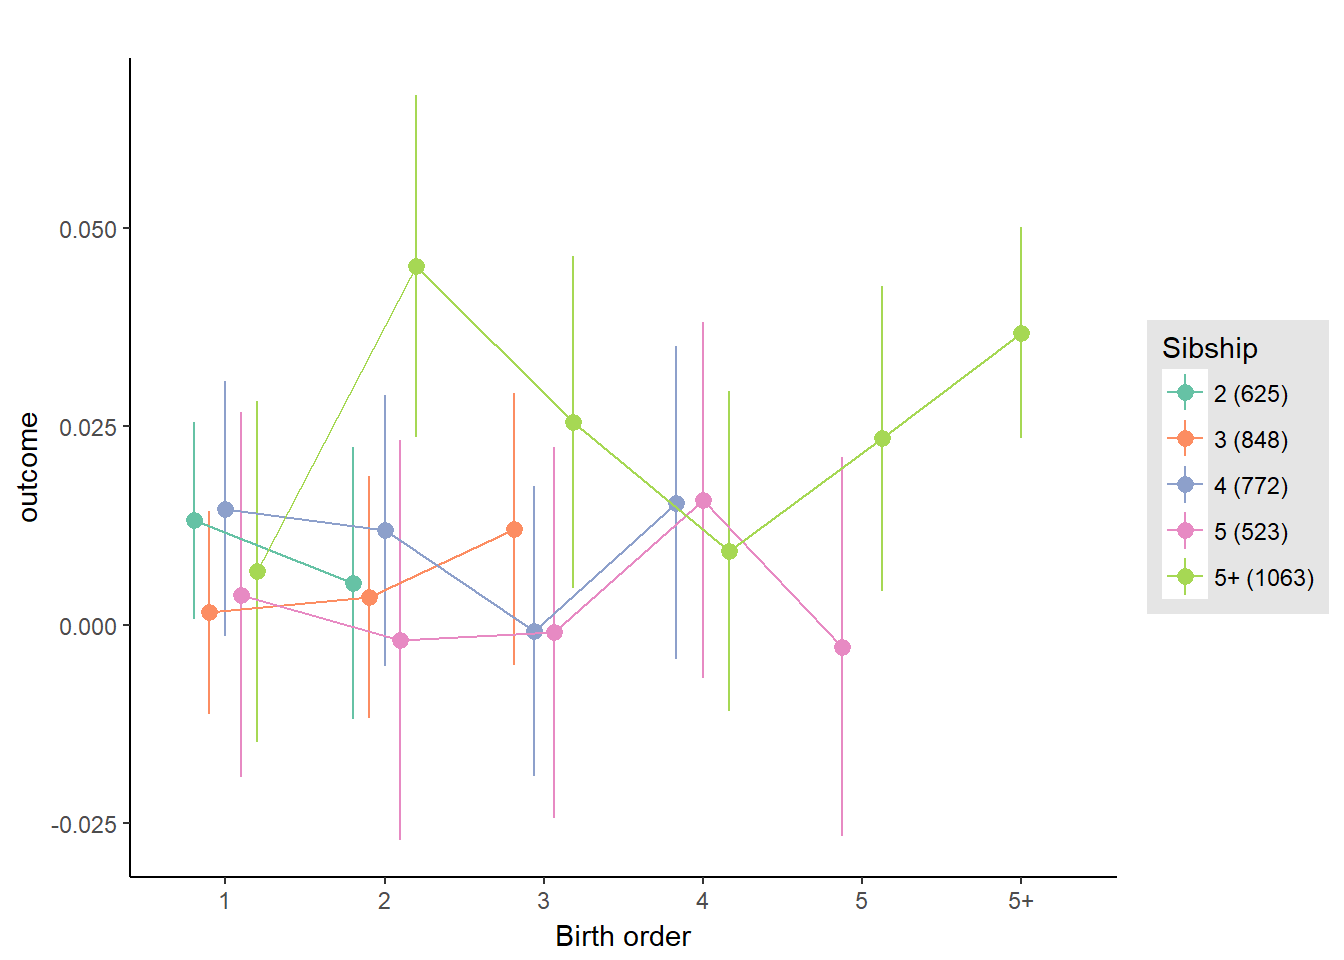 outcome
0.050
0.025
0.000
-0.025
1 2 3 4 5 5+
Birth order
Sibship
2 (625)
3 (848)
4 (772)
5 (523)
5+ (1063)